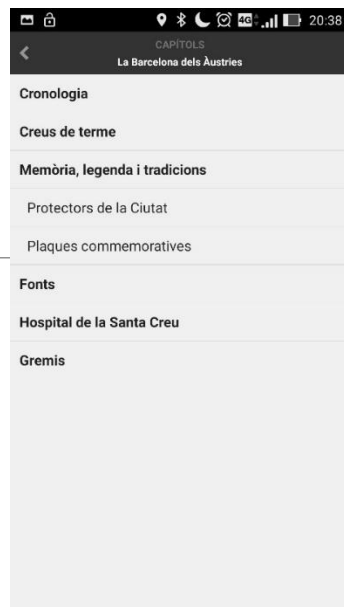 4G 20:38
CAPÍTOLS
La Barcelona dels Àustries
Cronologia
Creus de terme
Memòria, legenda i tradicions
Protectors de la Ciutat
Plaques commemoratives
Fonts
Hospital de la Santa Creu
Gremis